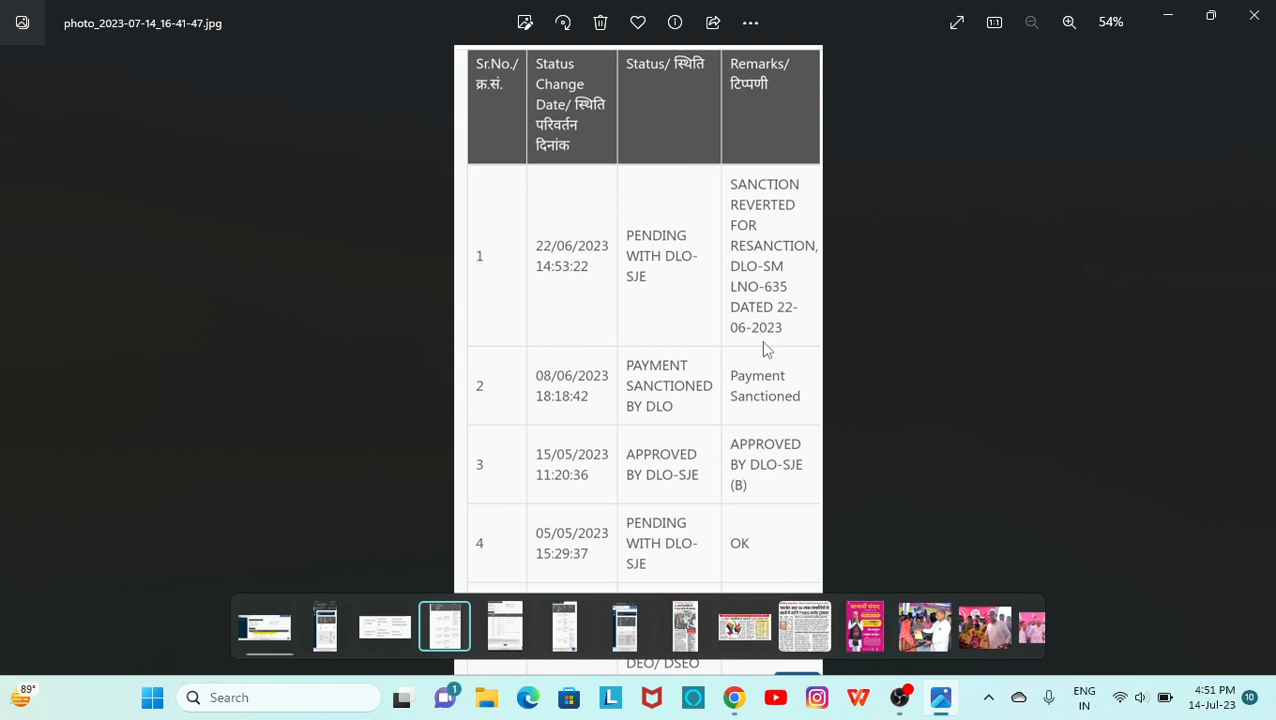 photo_2023-07-14_16-41-47.jpg
54%
Sr.No./ क्र.सं.
Status Change Date/ स्थिति परिवर्तन दिनांक
Status/ स्थिति
Remarks/ टिप्पणी
1
22/06/2023 14:53:22
PENDING WITH DLO-SJE
SANCTION REVERTED FOR RESANCTION, DLO-SM LNO-635 DATED 22-06-2023
2
08/06/2023 18:18:42
PAYMENT SANCTIONED BY DLO
Payment Sanctioned
3
15/05/2023 11:20:36
APPROVED BY DLO-SJE
APPROVED BY DLO-SJE (B)
4
05/05/2023 15:29:37
PENDING WITH DLO-SJE
OK
DEO/ DSEO
89°
Search
1
ENG
IN
4:51 PM
14-Jul-23
10